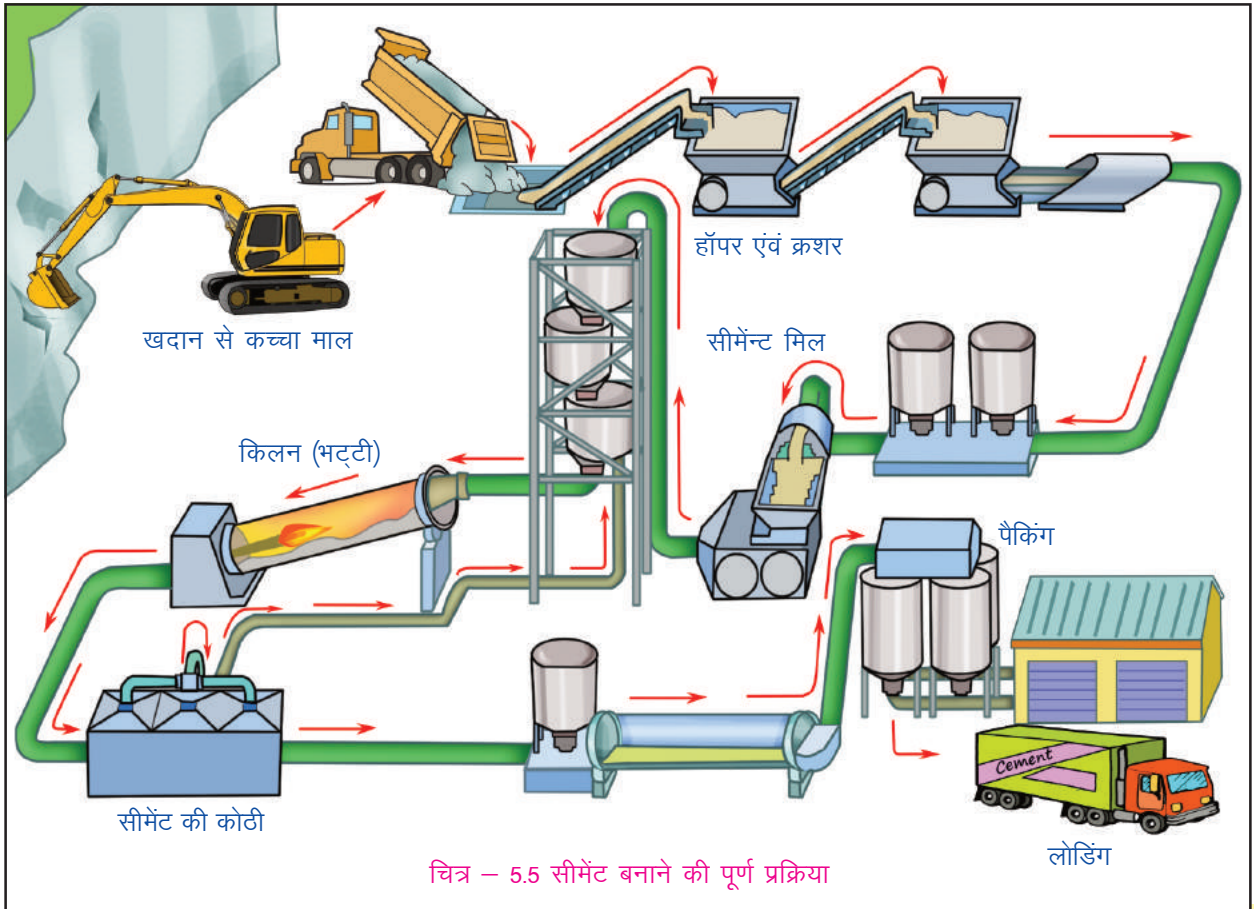 हॉपर एंवं क्रशर
खदान से कच्चा माल
सीमेंन्ट मिल
किलन (भट्टी)
पैकिंग
Cement
सीमेंट की कोठी
लोडिंग
चित्र – 5.5 सीमेंट बनाने की पूर्ण प्रक्रिया